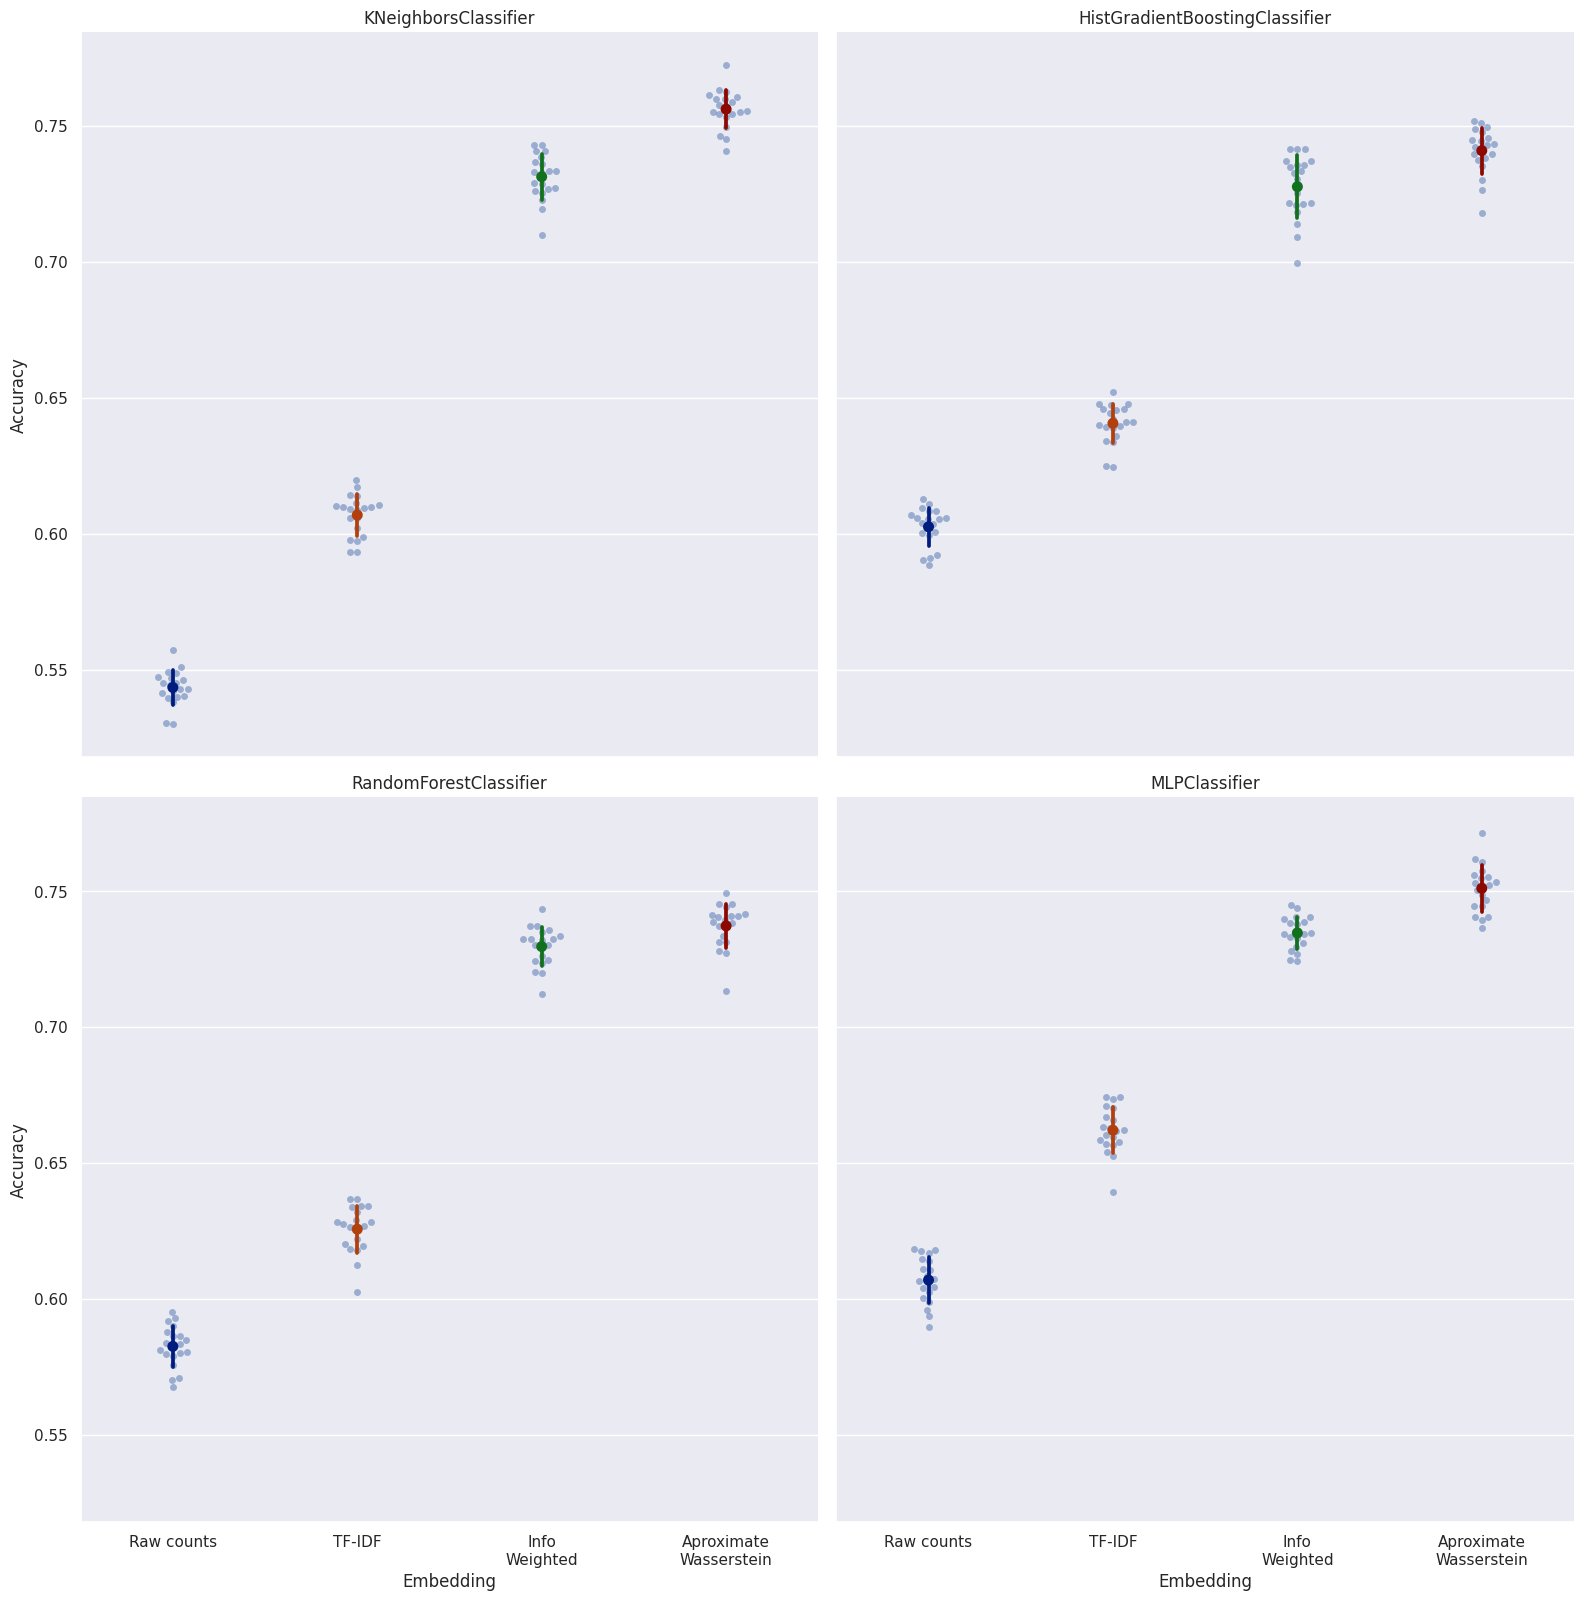 KNeighborsClassifier
HistGradientBoostingClassifier
Accuracy
0.75
0.70
0.65
0.60
0.55
RandomForestClassifier
MLPClassifier
Accuracy
0.75
0.70
0.65
0.60
0.55
Raw counts
TF-IDF
Info
Weighted
Aproximate
Wasserstein
Embedding
Raw counts
TF-IDF
Info
Weighted
Aproximate
Wasserstein
Embedding